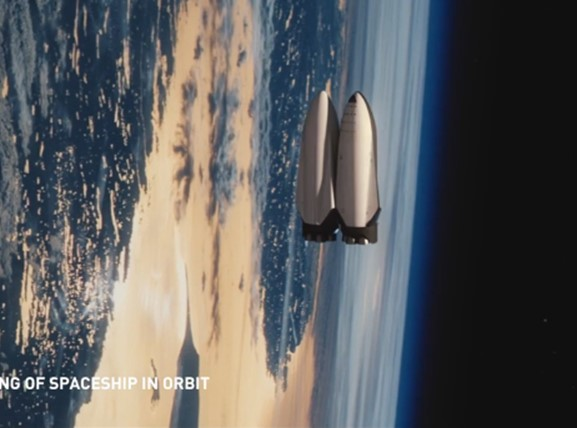 NG OF SPACESHIP IN ORBIT